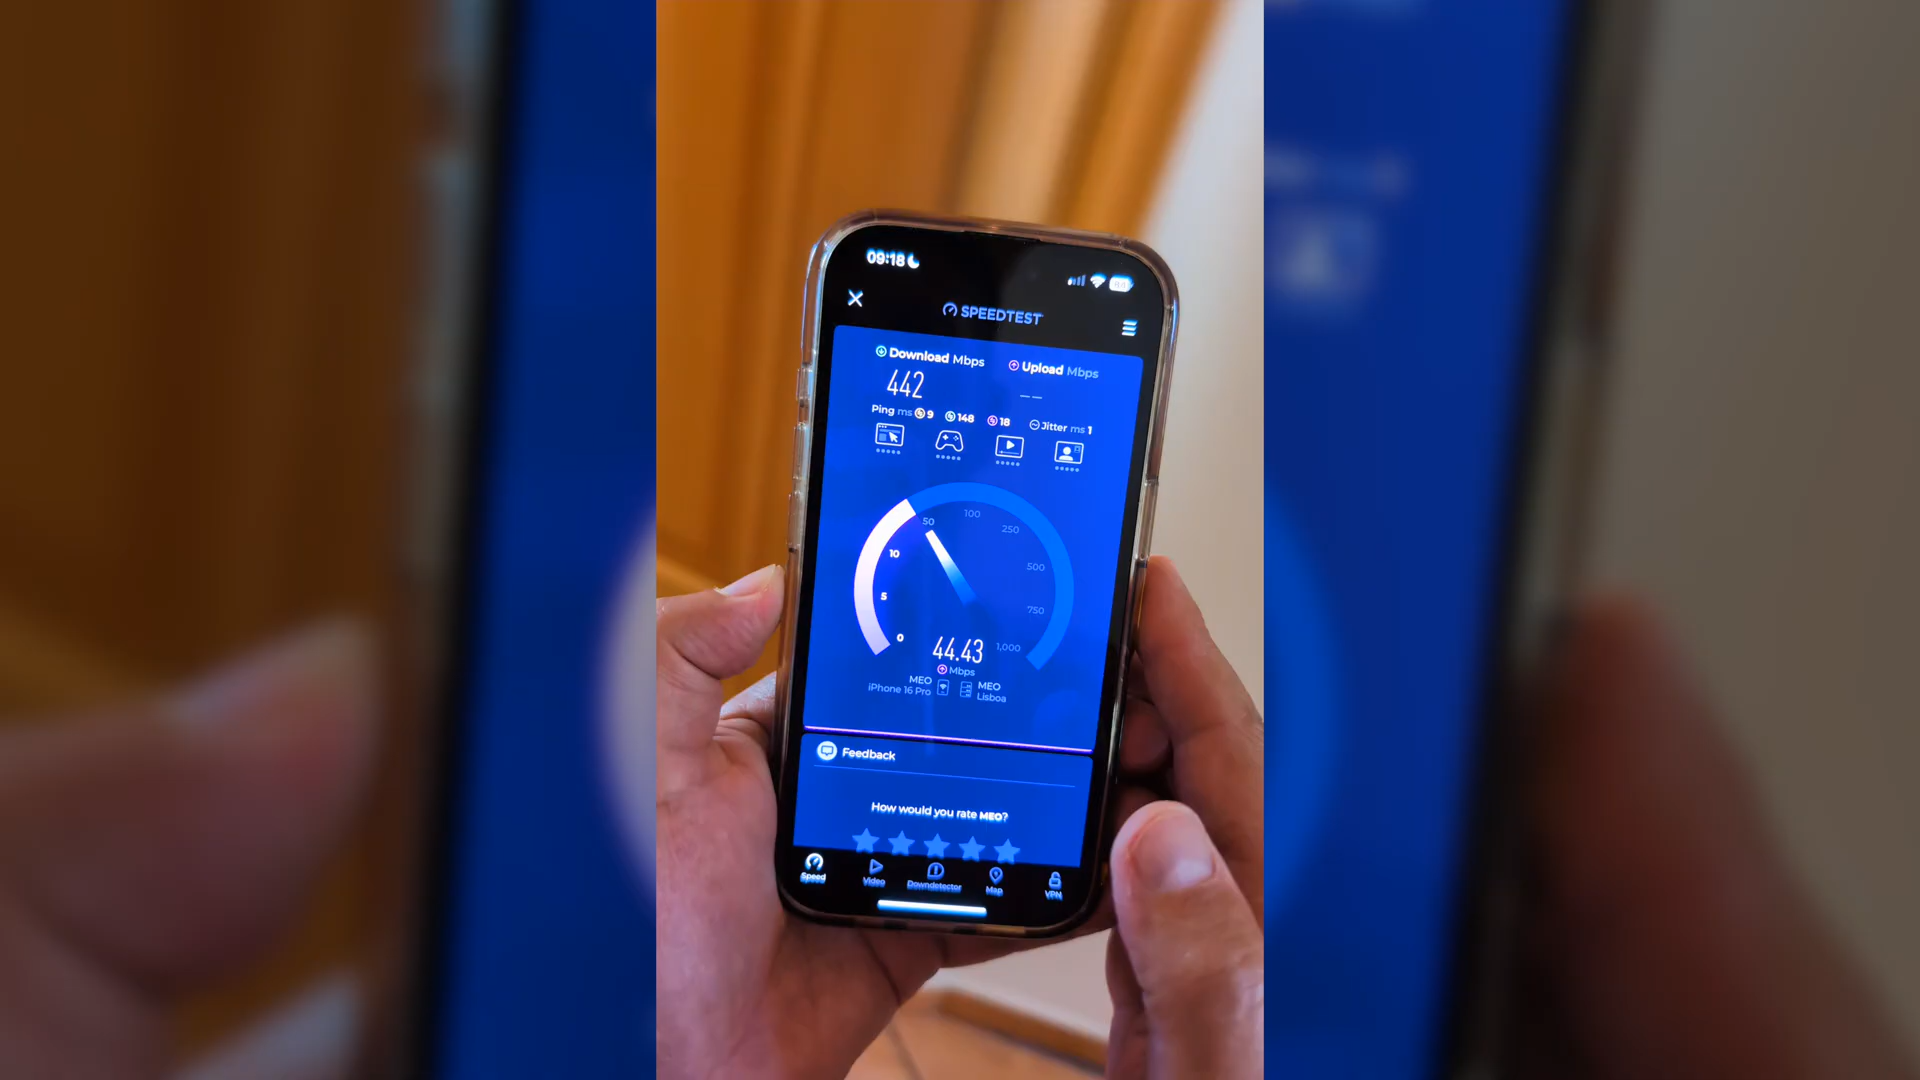 09:18
SPEEDTEST
Download Mbps
Upload Mbps
442
Ping ms 9 148 18 Jitter ms 1
0
5
10
50
100
250
500
750
1,000
44.43
Mbps
MEO
iPhone 16 Pro
MEO
Lisboa
Feedback
How would you rate MEO?
Speed
Video
Downdetector
Map
VPN